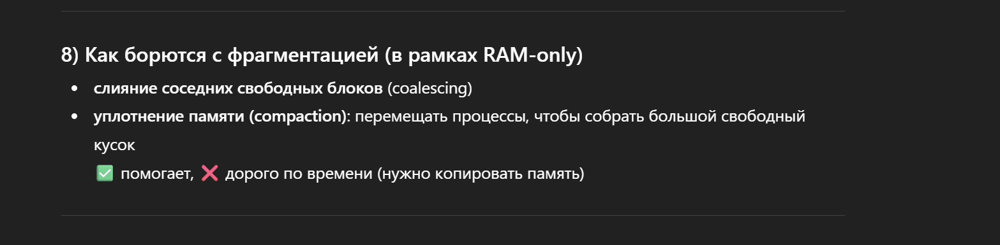 8) Как борются с фрагментацией (в рамках RAM-only)
• слияние соседних свободных блоков (coalescing)
• уплотнение памяти (compaction): перемещать процессы, чтобы собрать большой свободный
кусок
✅ помогает, ❌ дорого по времени (нужно копировать память)